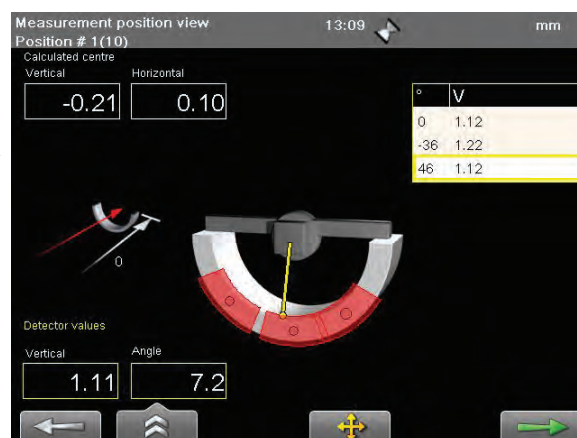 Measurement position view
13:09
mm
Position # 1(10)
Calculated centre
Vertical Horizontal
-0.21 0.10
° V
0 1.12
-36 1.22
46 1.12
0
Detector values
Vertical Angle
1.11 7.2